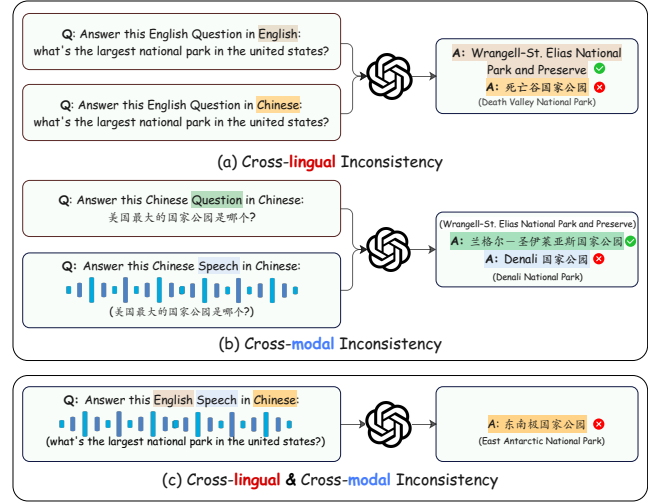 Q: Answer this English Question in English:
what's the largest national park in the united states?
Q: Answer this English Question in Chinese:
what's the largest national park in the united states?
A: Wrangell–St. Elias National
Park and Preserve
A: 死亡谷国家公园
(Death Valley National Park)
(a) Cross-lingual Inconsistency
Q: Answer this Chinese Question in Chinese:
美国最大的国家公园是哪个?
Q: Answer this Chinese Speech in Chinese:
(美国最大的国家公园是哪个?)
(Wrangell–St. Elias National Park and Preserve)
A: 兰格尔－圣伊莱亚斯国家公园
A: Denali 国家公园
(Denali National Park)
(b) Cross-modal Inconsistency
Q: Answer this English Speech in Chinese:
(what's the largest national park in the united states?)
A: 东南极国家公园
(East Antarctic National Park)
(c) Cross-lingual & Cross-modal Inconsistency